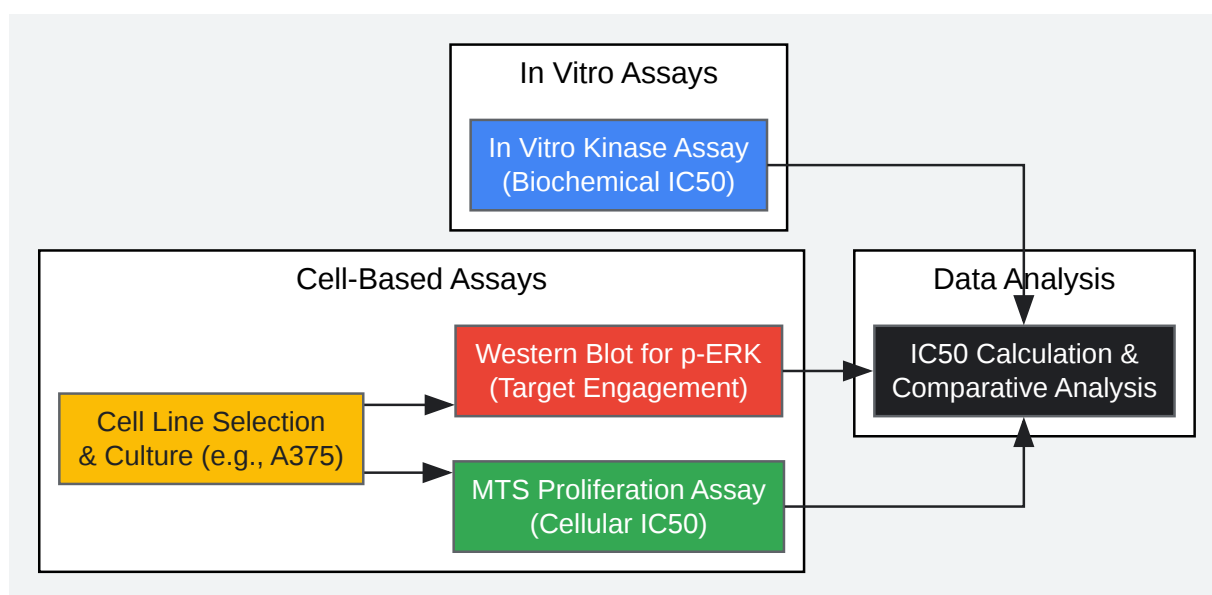 In Vitro Assays
In Vitro Kinase Assay
(Biochemical IC50)
Cell-Based Assays
Cell Line Selection
& Culture (e.g., A375)
Western Blot for p-ERK
(Target Engagement)
MTS Proliferation Assay
(Cellular IC50)
Data Analysis
IC50 Calculation &
Comparative Analysis